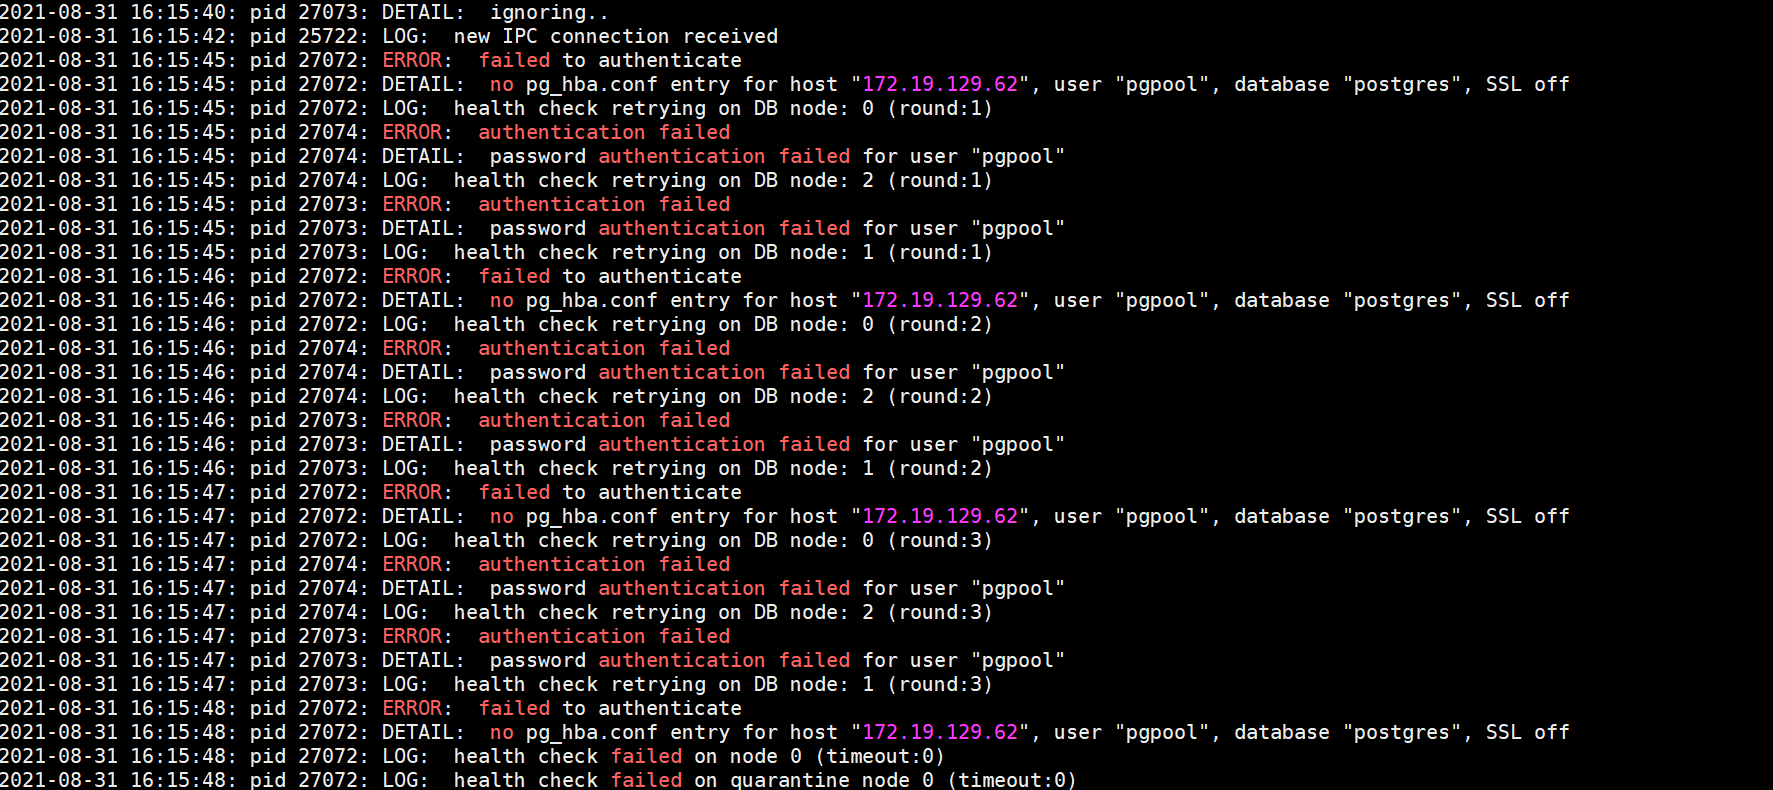 2021-08-31 16:15:40: pid 27073: DETAIL:  ignoring..
2021-08-31 16:15:42: pid 25722: LOG:  new IPC connection received
2021-08-31 16:15:45: pid 27072: ERROR:  failed to authenticate
2021-08-31 16:15:45: pid 27072: DETAIL:  no pg_hba.conf entry for host "172.19.129.62", user "pgpool", database "postgres", SSL off
2021-08-31 16:15:45: pid 27072: LOG:  health check retrying on DB node: 0 (round:1)
2021-08-31 16:15:45: pid 27074: ERROR:  authentication failed
2021-08-31 16:15:45: pid 27074: DETAIL:  password authentication failed for user "pgpool"
2021-08-31 16:15:45: pid 27074: LOG:  health check retrying on DB node: 2 (round:1)
2021-08-31 16:15:45: pid 27073: ERROR:  authentication failed
2021-08-31 16:15:45: pid 27073: DETAIL:  password authentication failed for user "pgpool"
2021-08-31 16:15:45: pid 27073: LOG:  health check retrying on DB node: 1 (round:1)
2021-08-31 16:15:46: pid 27072: ERROR:  failed to authenticate
2021-08-31 16:15:46: pid 27072: DETAIL:  no pg_hba.conf entry for host "172.19.129.62", user "pgpool", database "postgres", SSL off
2021-08-31 16:15:46: pid 27072: LOG:  health check retrying on DB node: 0 (round:2)
2021-08-31 16:15:46: pid 27074: ERROR:  authentication failed
2021-08-31 16:15:46: pid 27074: DETAIL:  password authentication failed for user "pgpool"
2021-08-31 16:15:46: pid 27074: LOG:  health check retrying on DB node: 2 (round:2)
2021-08-31 16:15:46: pid 27073: ERROR:  authentication failed
2021-08-31 16:15:46: pid 27073: DETAIL:  password authentication failed for user "pgpool"
2021-08-31 16:15:46: pid 27073: LOG:  health check retrying on DB node: 1 (round:2)
2021-08-31 16:15:47: pid 27072: ERROR:  failed to authenticate
2021-08-31 16:15:47: pid 27072: DETAIL:  no pg_hba.conf entry for host "172.19.129.62", user "pgpool", database "postgres", SSL off
2021-08-31 16:15:47: pid 27072: LOG:  health check retrying on DB node: 0 (round:3)
2021-08-31 16:15:47: pid 27074: ERROR:  authentication failed
2021-08-31 16:15:47: pid 27074: DETAIL:  password authentication failed for user "pgpool"
2021-08-31 16:15:47: pid 27074: LOG:  health check retrying on DB node: 2 (round:3)
2021-08-31 16:15:47: pid 27073: ERROR:  authentication failed
2021-08-31 16:15:47: pid 27073: DETAIL:  password authentication failed for user "pgpool"
2021-08-31 16:15:47: pid 27073: LOG:  health check retrying on DB node: 1 (round:3)
2021-08-31 16:15:48: pid 27072: ERROR:  failed to authenticate
2021-08-31 16:15:48: pid 27072: DETAIL:  no pg_hba.conf entry for host "172.19.129.62", user "pgpool", database "postgres", SSL off
2021-08-31 16:15:48: pid 27072: LOG:  health check failed on node 0 (timeout:0)
2021-08-31 16:15:48: pid 27072: LOG:  health check failed on quarantine node 0 (timeout:0)